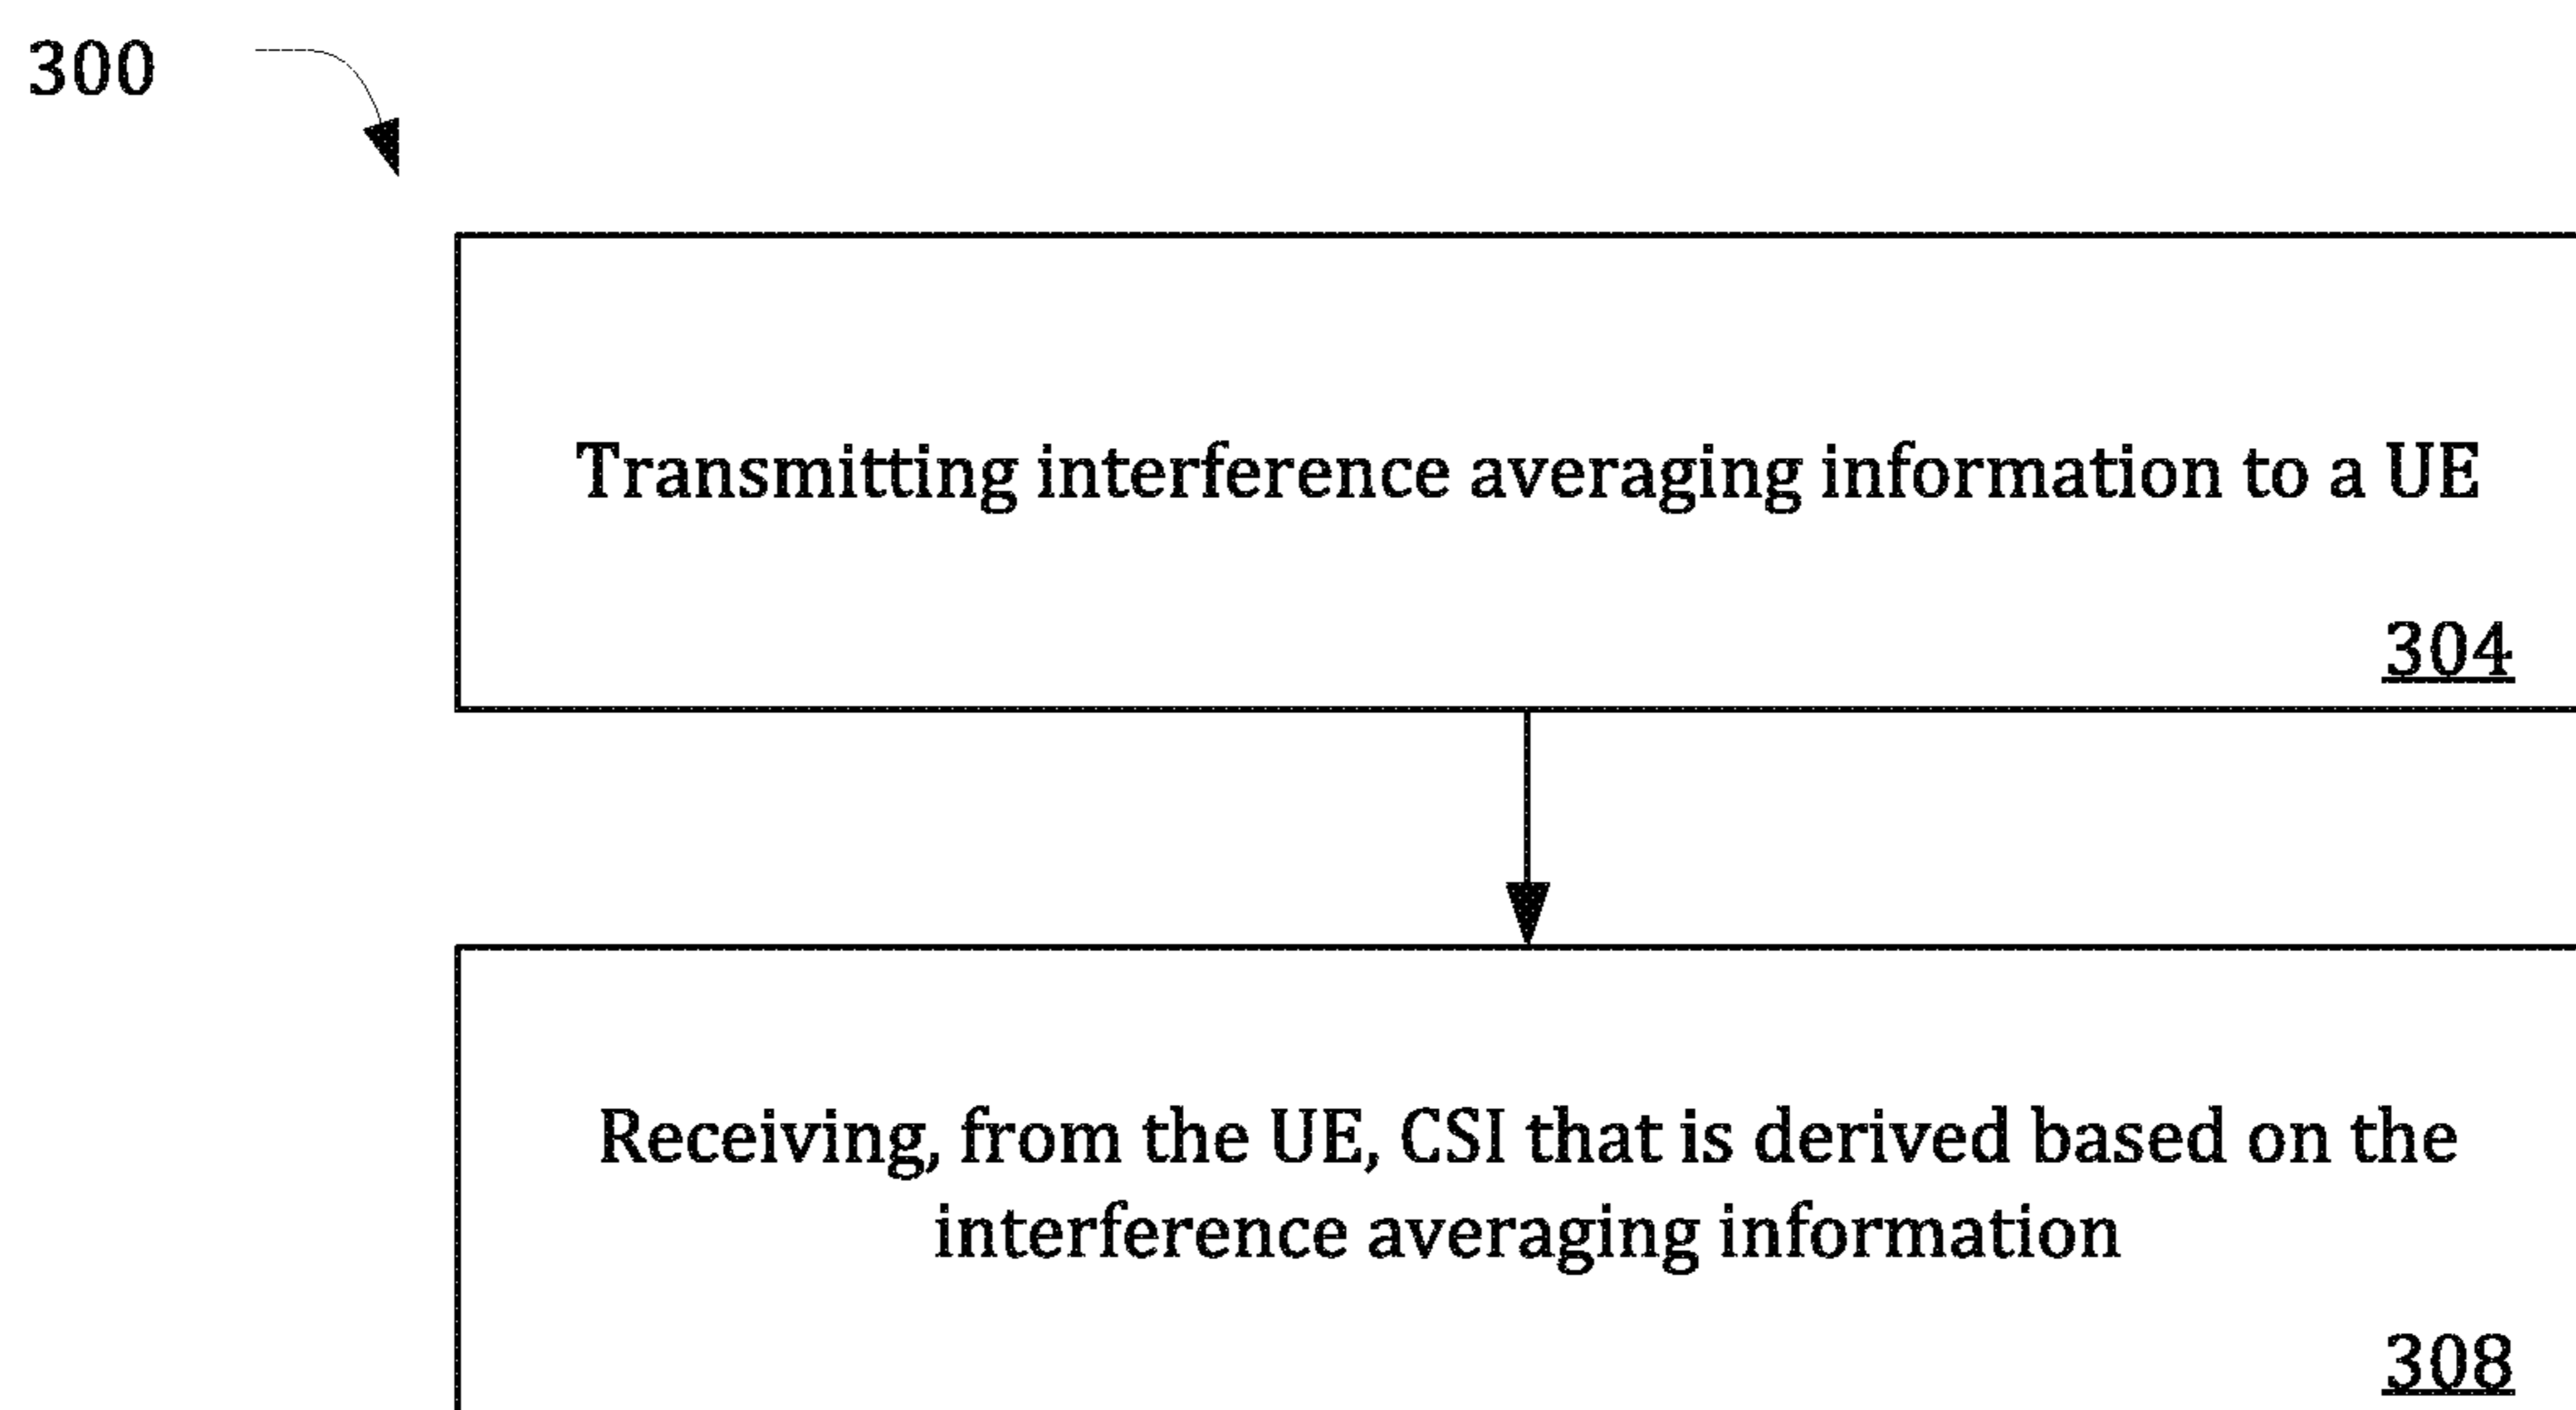 300
Transmitting interference averaging information to a UE
304
Receiving, from the UE, CSI that is derived based on the
interference averaging information
308